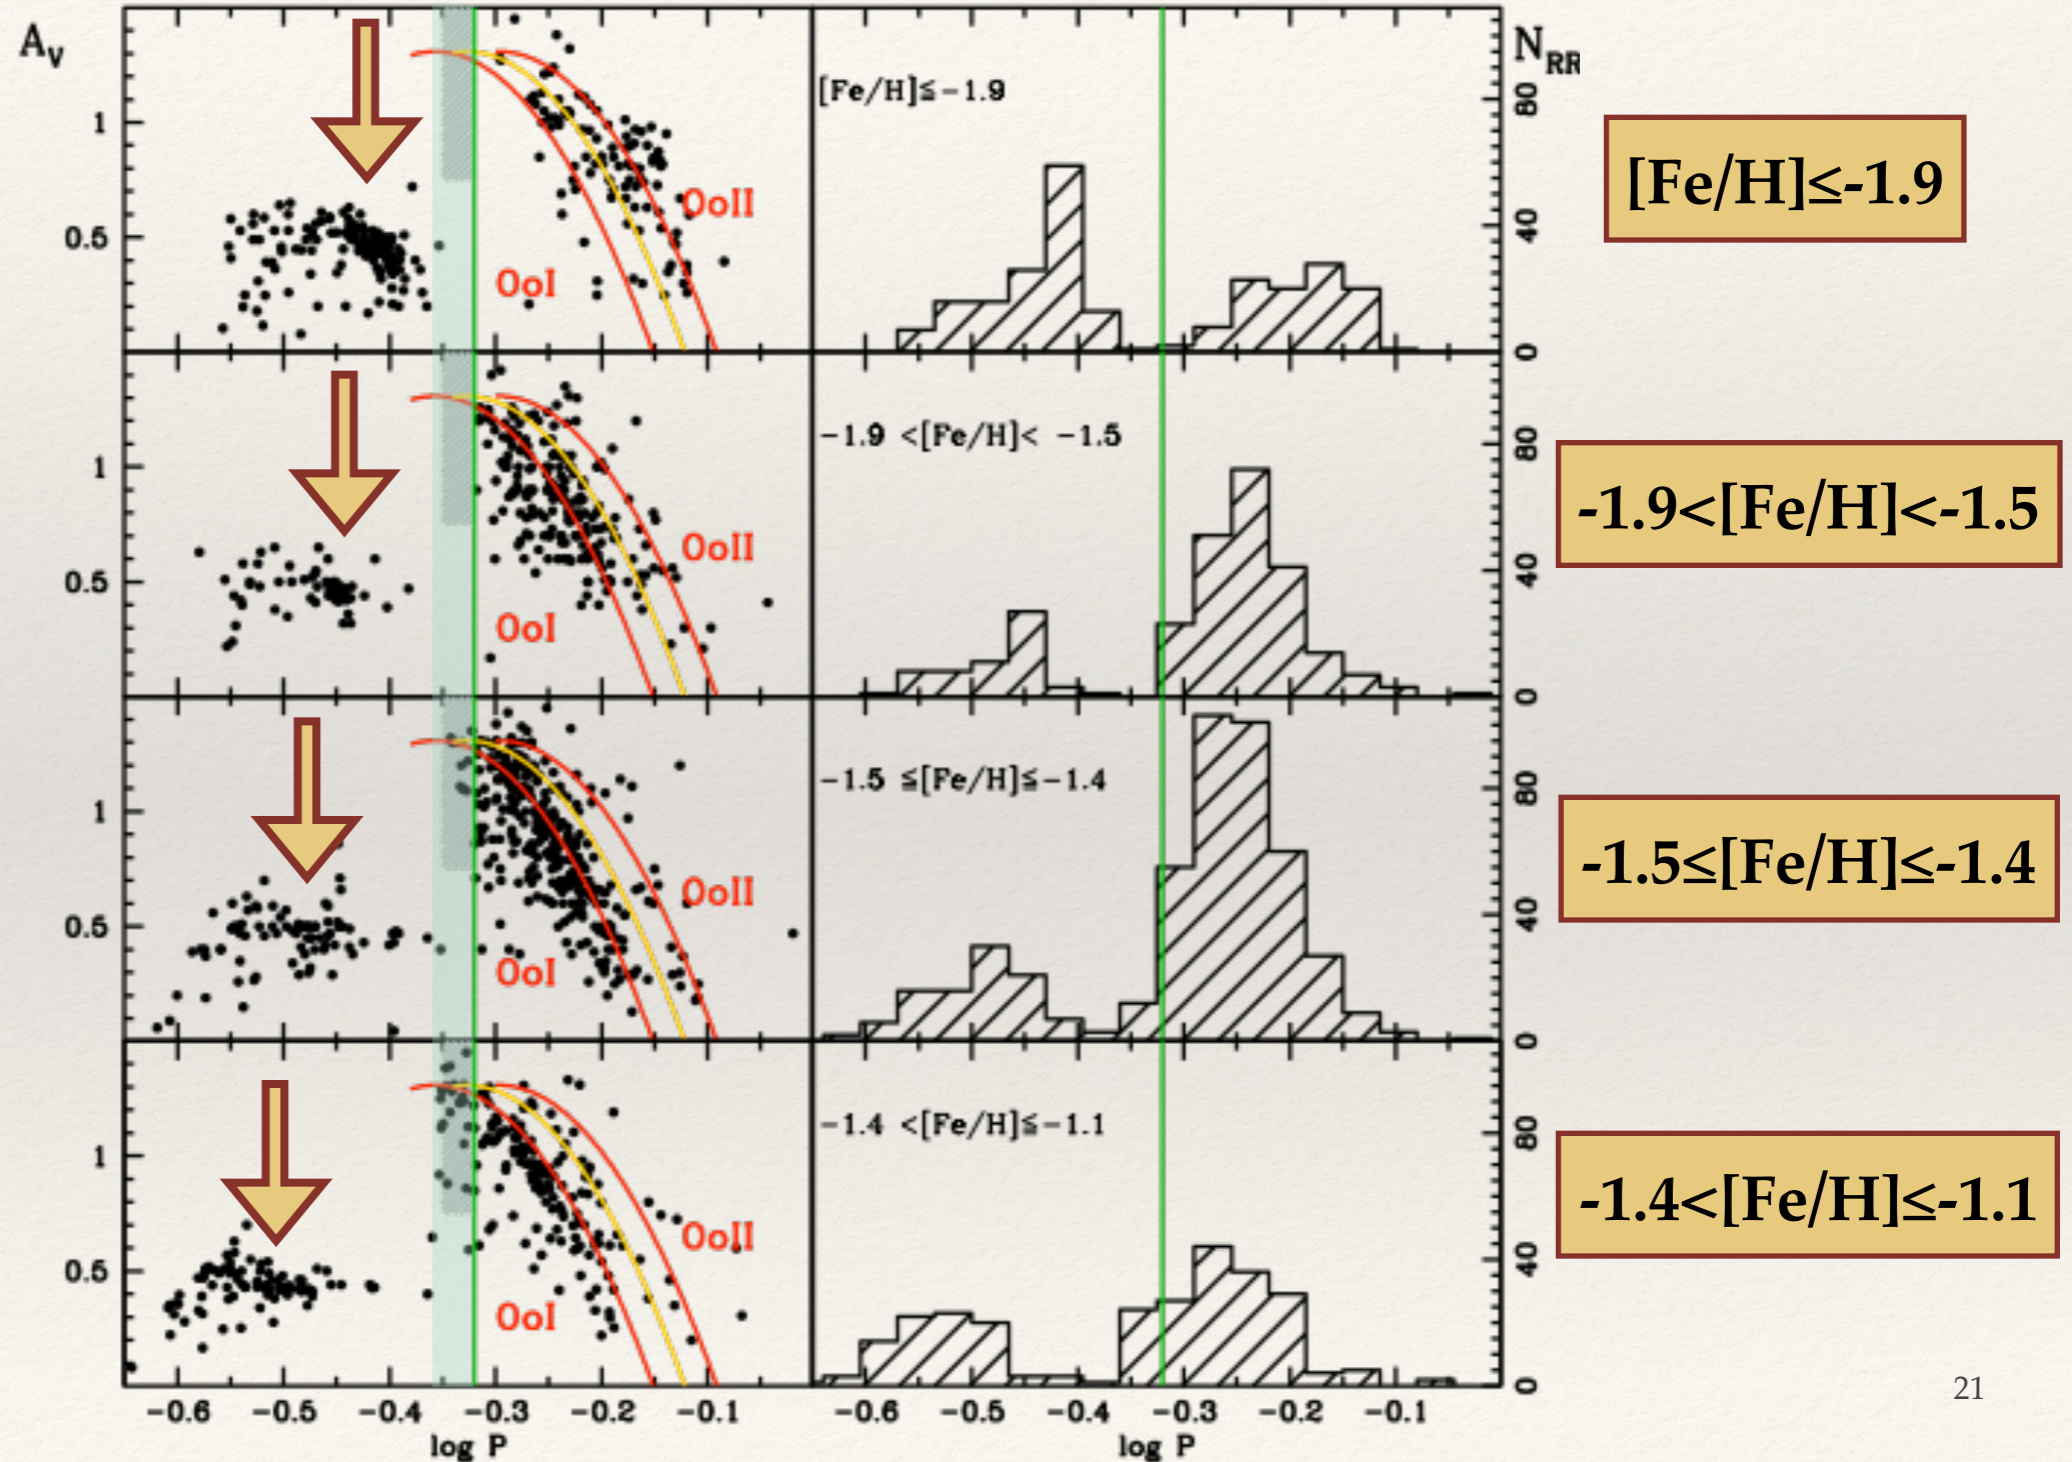 A_V
N_RR
[Fe/H]≦−1.9
80
40
0
1
0.5
OoII
OoI
[Fe/H]≤-1.9
−1.9 <[Fe/H]< −1.5
80
40
0
1
0.5
OoII
OoI
-1.9<[Fe/H]<-1.5
−1.5 ≦[Fe/H]≦−1.4
80
40
0
1
0.5
OoII
OoI
-1.5≤[Fe/H]≤-1.4
−1.4 <[Fe/H]≦−1.1
80
40
0
1
0.5
OoII
OoI
-1.4<[Fe/H]≤-1.1
−0.6 −0.5 −0.4 −0.3 −0.2 −0.1
log P
−0.6 −0.5 −0.4 −0.3 −0.2 −0.1
log P
21